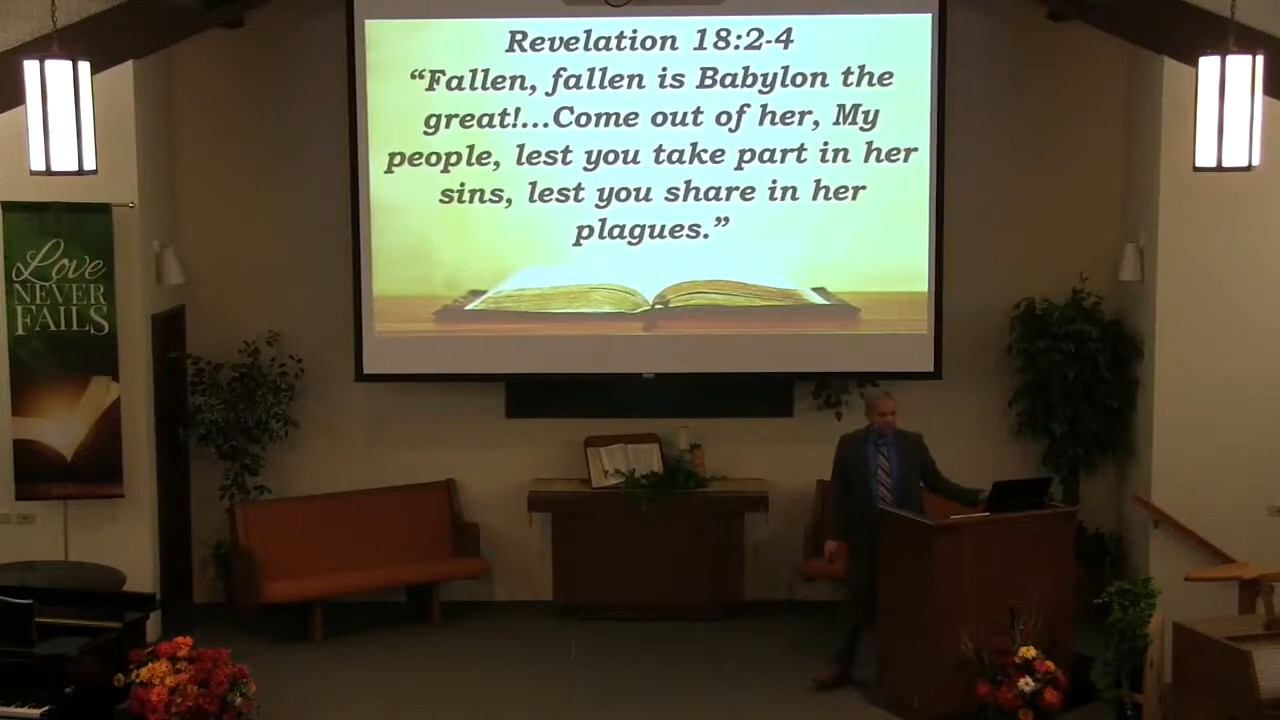 Revelation 18:2-4
“Fallen, fallen is Babylon the
great!...Come out of her, My
people, lest you take part in her
sins, lest you share in her
plagues.”
Love
NEVER
FAILS